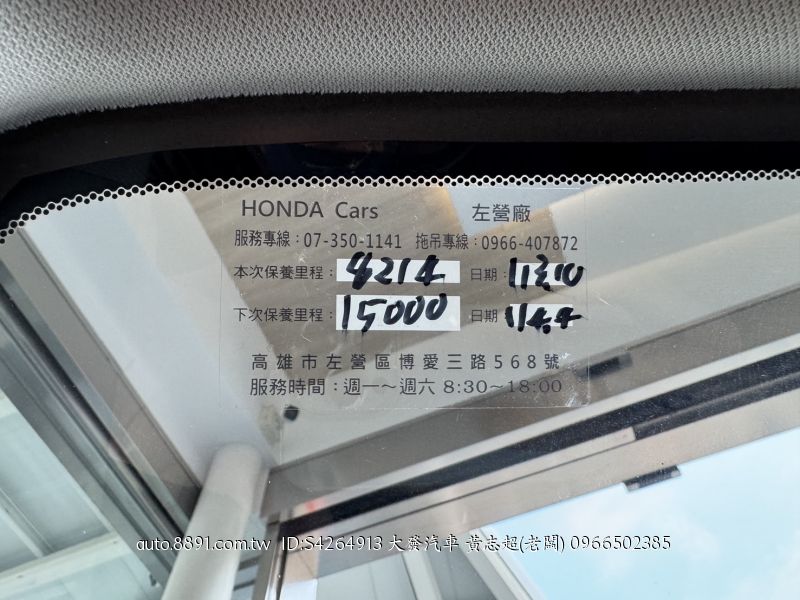 HONDA Cars 左營廠
服務專線：07-350-1141 拖吊專線：0966-407872
本次保養里程： 8214 日期： 113.10
下次保養里程： 15000 日期 114.4
高雄市左營區博愛三路568號
服務時間：週一～週六 8:30～18:00
auto.8891.com.tw ID:S4264913 大發汽車 黃志超(老闆) 0966502385